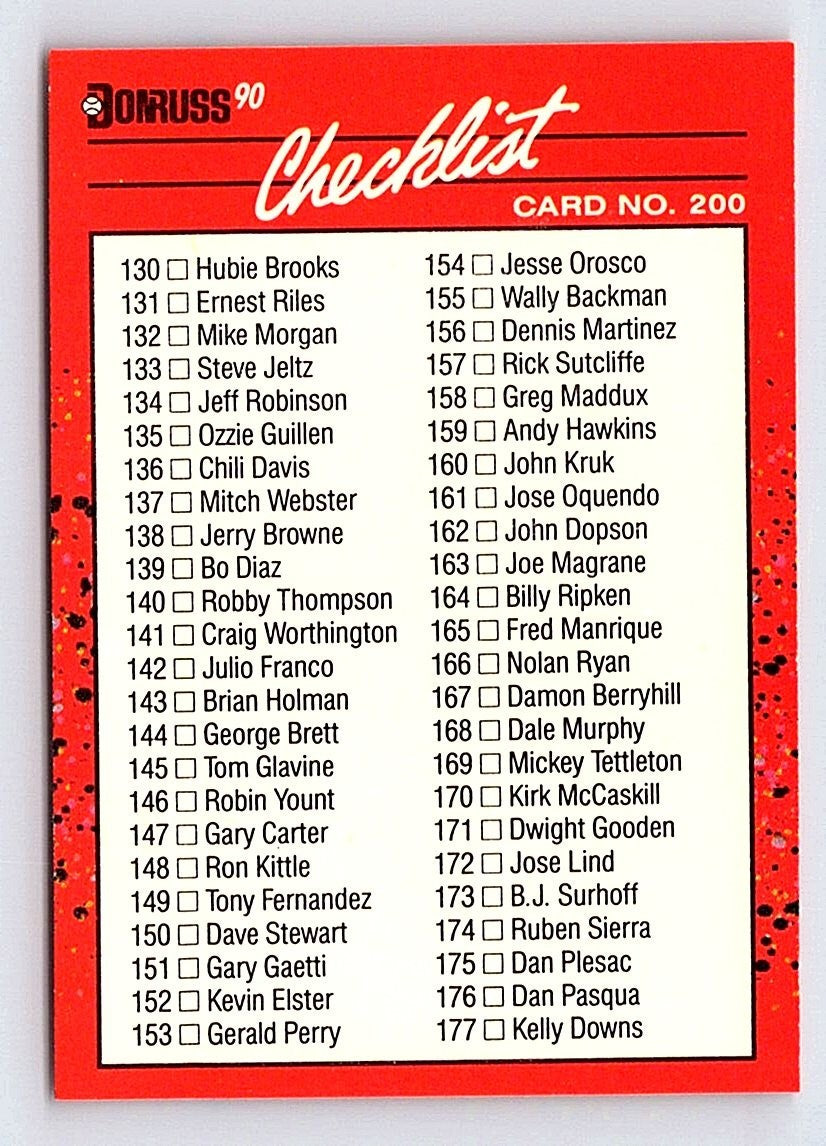 DONRUSS 90
Checklist
CARD NO. 200
130 Hubie Brooks
131 Ernest Riles
132 Mike Morgan
133 Steve Jeltz
134 Jeff Robinson
135 Ozzie Guillen
136 Chili Davis
137 Mitch Webster
138 Jerry Browne
139 Bo Diaz
140 Robby Thompson
141 Craig Worthington
142 Julio Franco
143 Brian Holman
144 George Brett
145 Tom Glavine
146 Robin Yount
147 Gary Carter
148 Ron Kittle
149 Tony Fernandez
150 Dave Stewart
151 Gary Gaetti
152 Kevin Elster
153 Gerald Perry
154 Jesse Orosco
155 Wally Backman
156 Dennis Martinez
157 Rick Sutcliffe
158 Greg Maddux
159 Andy Hawkins
160 John Kruk
161 Jose Oquendo
162 John Dopson
163 Joe Magrane
164 Billy Ripken
165 Fred Manrique
166 Nolan Ryan
167 Damon Berryhill
168 Dale Murphy
169 Mickey Tettleton
170 Kirk McCaskill
171 Dwight Gooden
172 Jose Lind
173 B.J. Surhoff
174 Ruben Sierra
175 Dan Plesac
176 Dan Pasqua
177 Kelly Downs